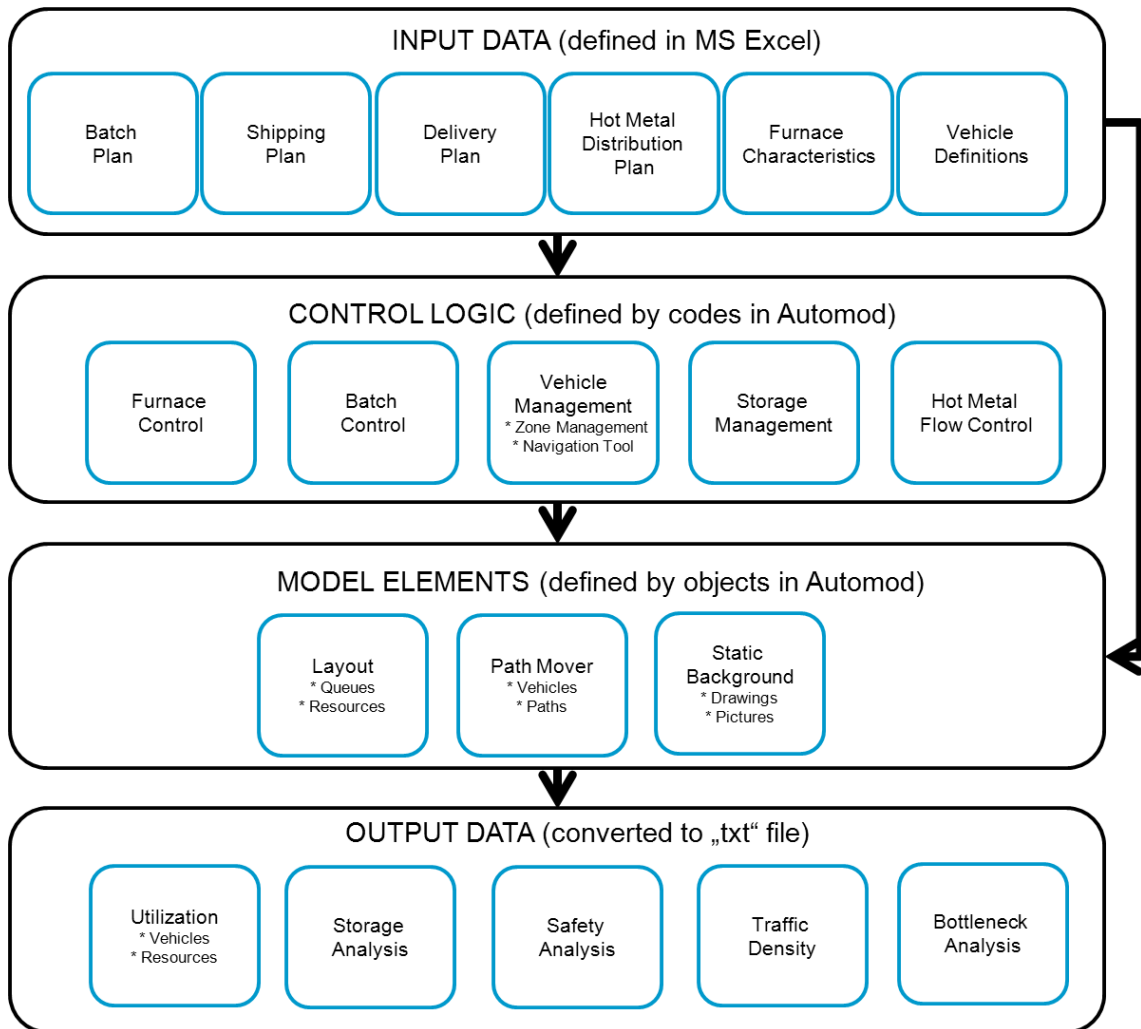 INPUT DATA (defined in MS Excel)
Batch
Plan
Shipping
Plan
Delivery
Plan
Hot Metal
Distribution
Plan
Furnace
Characteristics
Vehicle
Definitions
CONTROL LOGIC (defined by codes in Automod)
Furnace
Control
Batch
Control
Vehicle
Management
* Zone Management
* Navigation Tool
Storage
Management
Hot Metal
Flow Control
MODEL ELEMENTS (defined by objects in Automod)
Layout
* Queues
* Resources
Path Mover
* Vehicles
* Paths
Static
Background
* Drawings
* Pictures
OUTPUT DATA (converted to „txt“ file)
Utilization
* Vehicles
* Resources
Storage
Analysis
Safety
Analysis
Traffic
Density
Bottleneck
Analysis